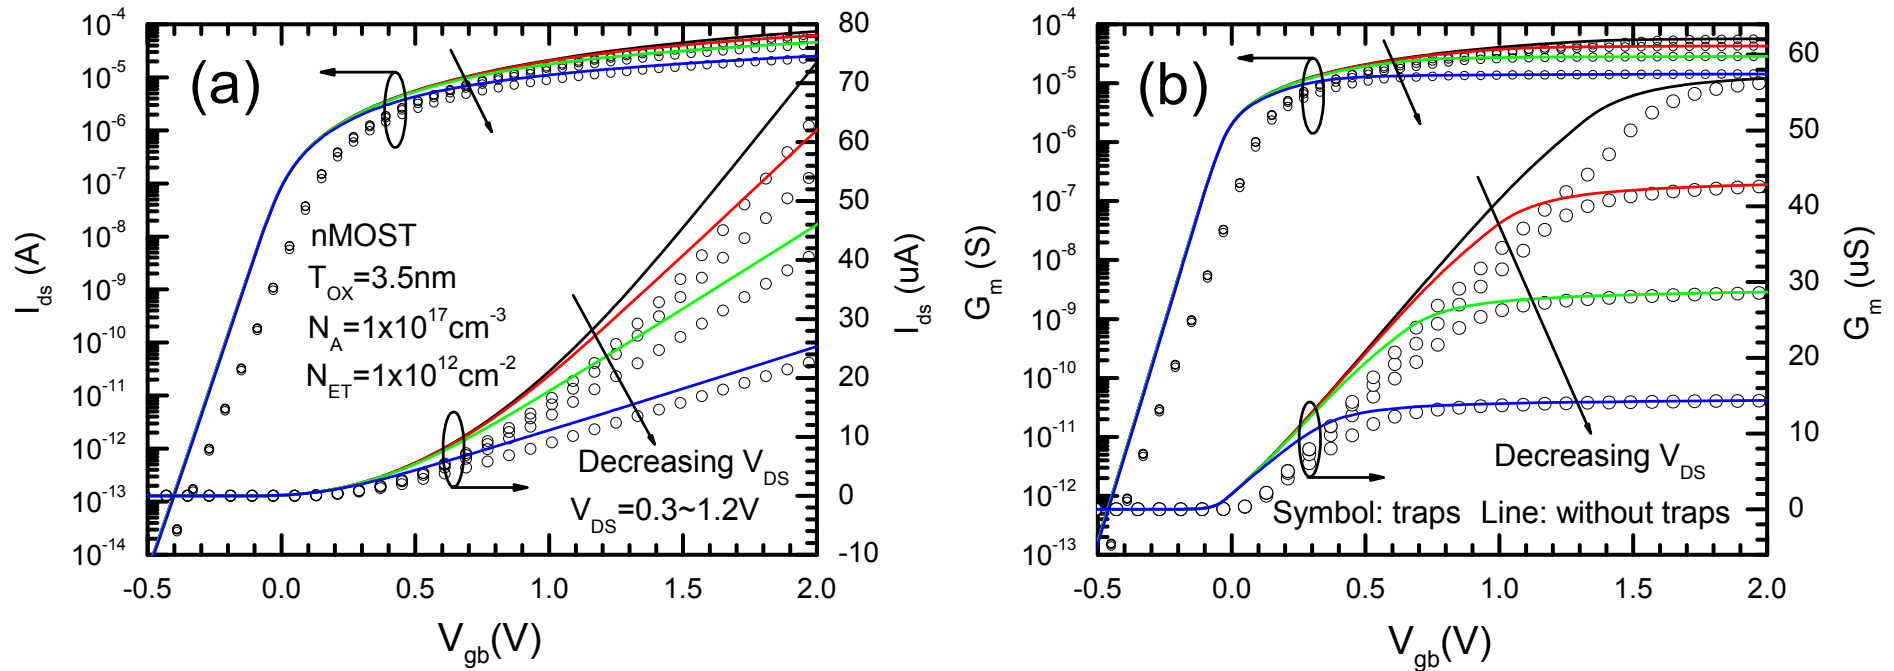 (a)
10⁻⁴
10⁻⁵
10⁻⁶
10⁻⁷
10⁻⁸
10⁻⁹
10⁻¹⁰
10⁻¹¹
10⁻¹²
10⁻¹³
10⁻¹⁴
I_ds (A)
nMOST
T_OX=3.5nm
N_A=1x10¹⁷cm⁻³
N_ET=1x10¹²cm⁻²
Decreasing V_DS
V_DS=0.3~1.2V
80
70
60
50
40
30
20
10
0
-10
I_ds (uA)
-0.5 0.0 0.5 1.0 1.5 2.0
V_gb(V)
(b)
10⁻⁴
10⁻⁵
10⁻⁶
10⁻⁷
10⁻⁸
10⁻⁹
10⁻¹⁰
10⁻¹¹
10⁻¹²
10⁻¹³
G_m (S)
Decreasing V_DS
Symbol: traps Line: without traps
60
50
40
30
20
10
0
G_m (uS)
-0.5 0.0 0.5 1.0 1.5 2.0
V_gb(V)